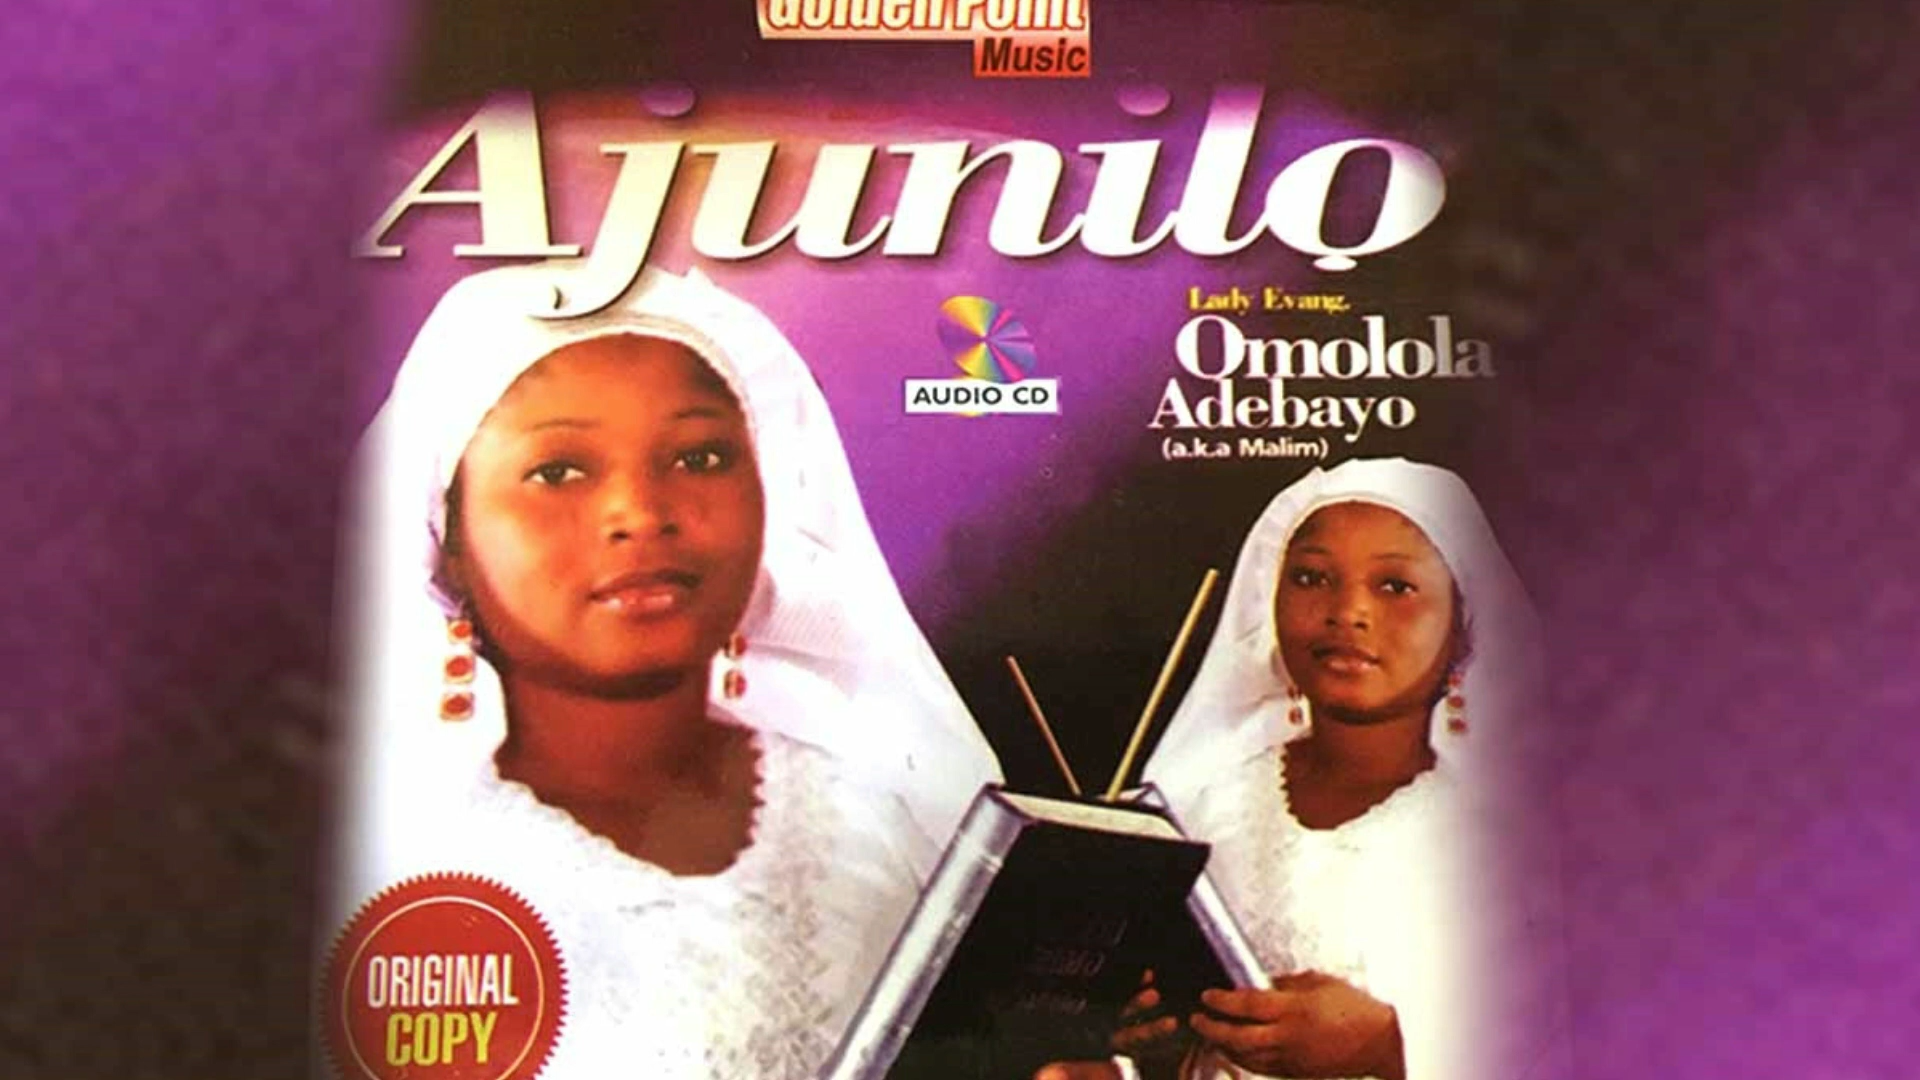 Golden Point
Music
Ajunilọ
AUDIO CD
Lady Evang.
Omolola
Adebayo
(a.k.a Malim)
ORIGINAL
COPY